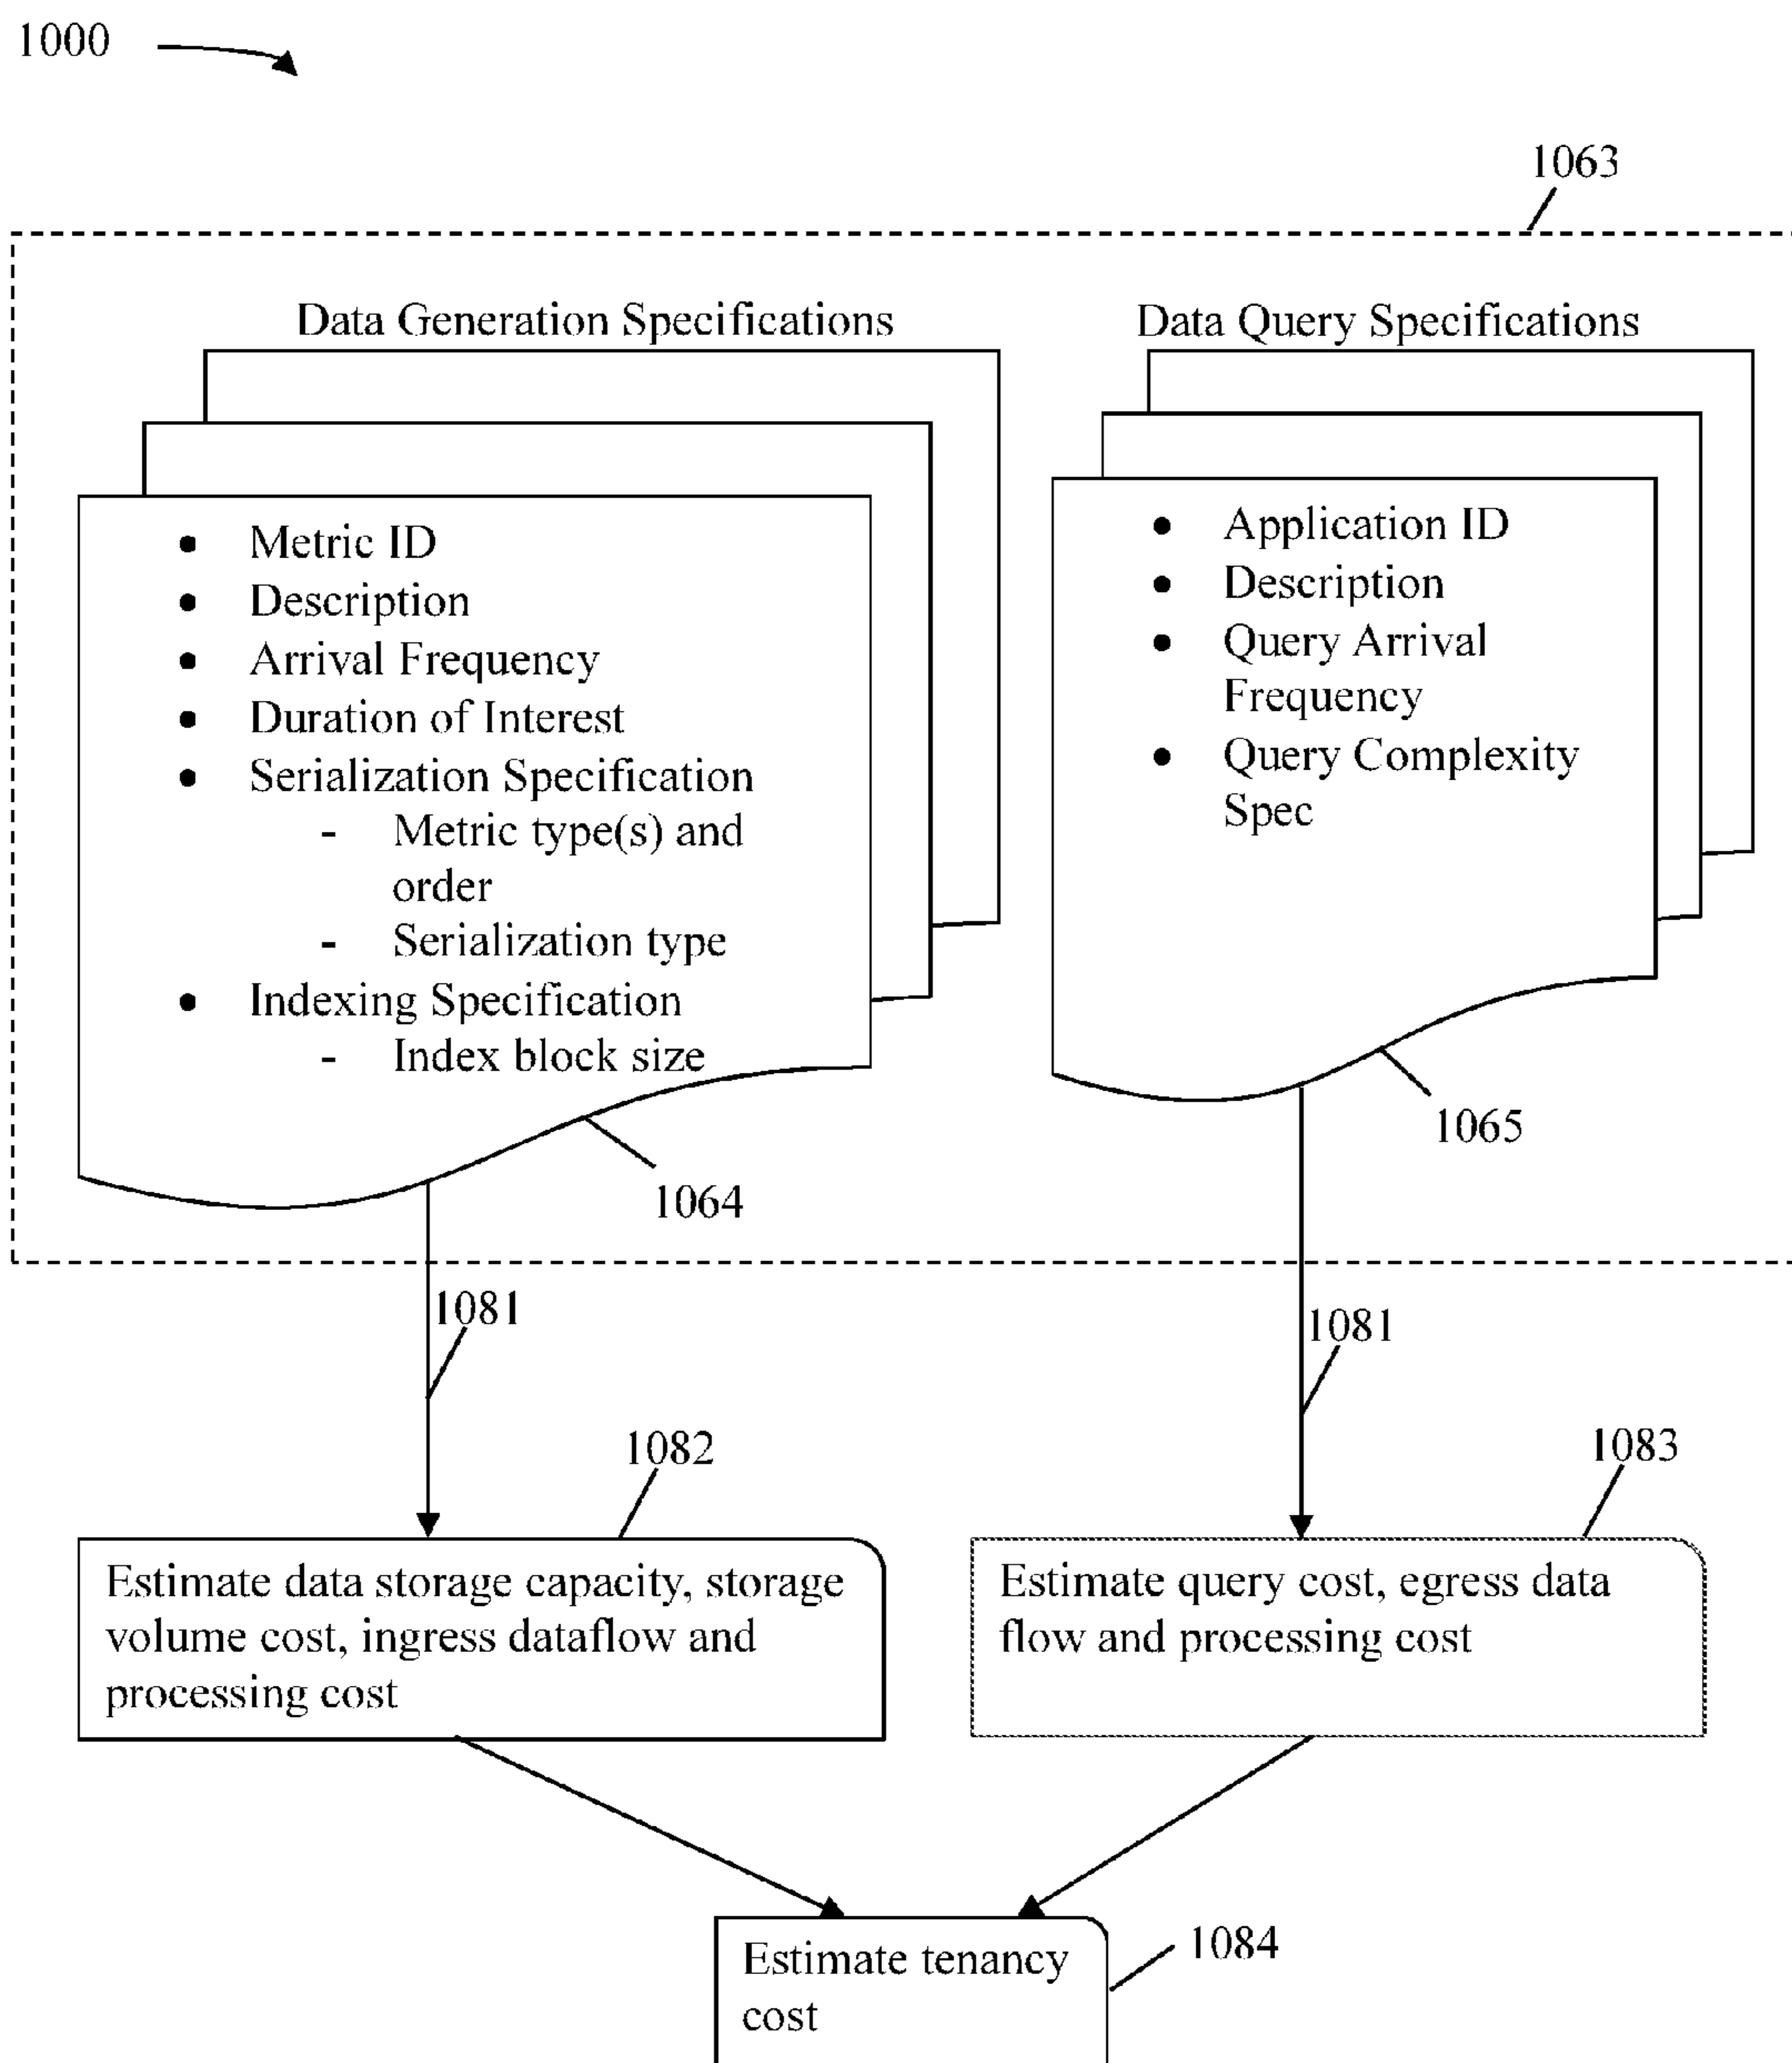 1000
1063
Data Generation Specifications
• Metric ID
• Description
• Arrival Frequency
• Duration of Interest
• Serialization Specification
- Metric type(s) and
order
- Serialization type
• Indexing Specification
- Index block size
1064
Data Query Specifications
• Application ID
• Description
• Query Arrival
Frequency
• Query Complexity
Spec
1065
1081
1081
1082
Estimate data storage capacity, storage
volume cost, ingress dataflow and
processing cost
1083
Estimate query cost, egress data
flow and processing cost
Estimate tenancy
cost
1084